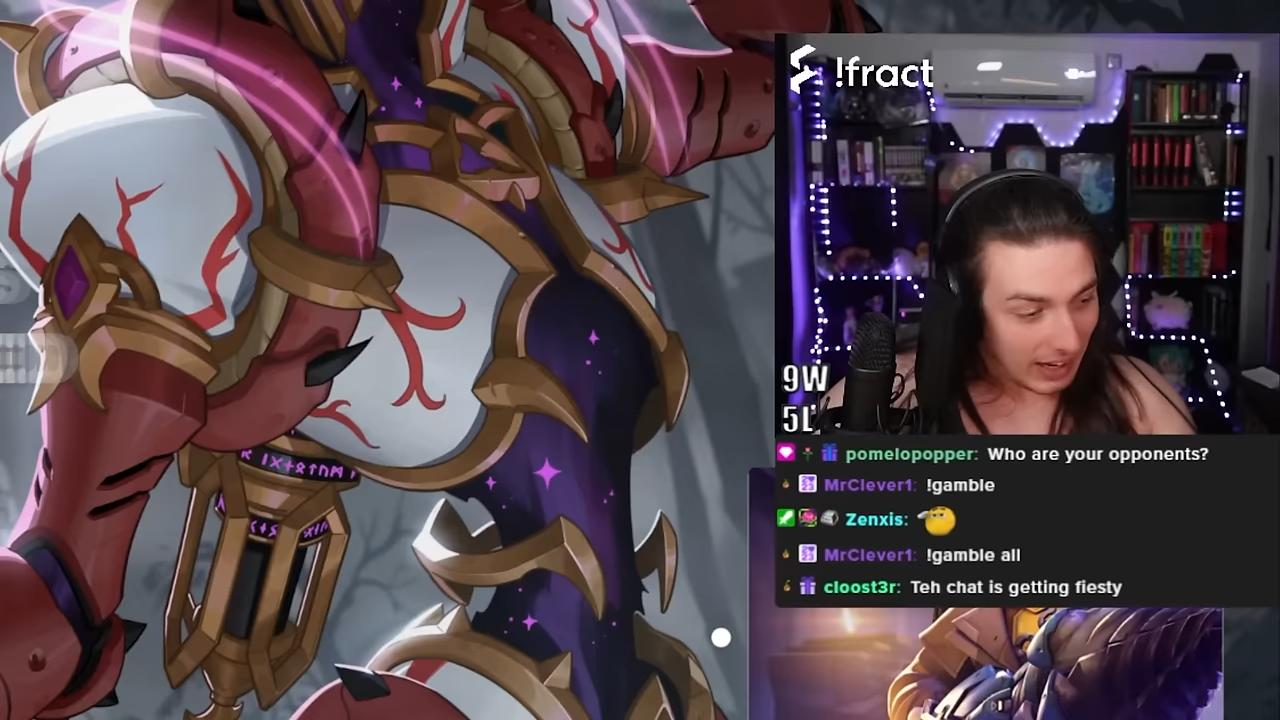 !fract
9W
5L
pomelopopper: Who are your opponents?
MrClever1: !gamble
Zenxis:
MrClever1: !gamble all
cloost3r: Teh chat is getting fiesty